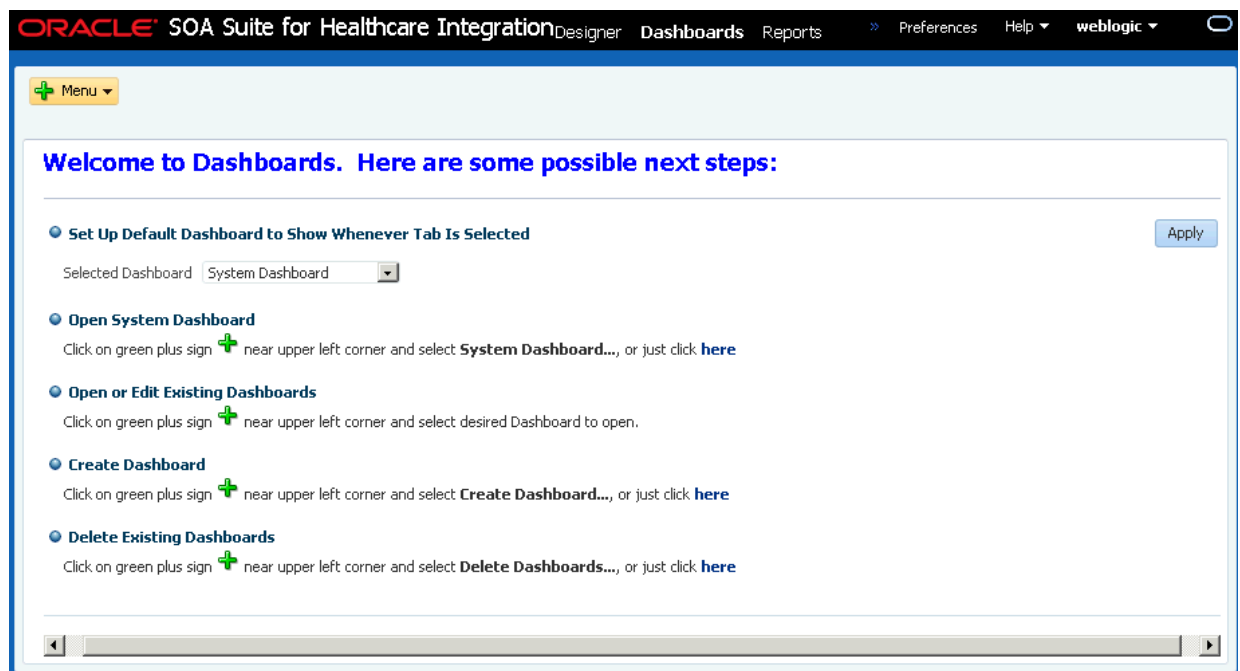 ORACLE SOA Suite for Healthcare Integration Designer Dashboards Reports » Preferences Help weblogic
Menu
Welcome to Dashboards. Here are some possible next steps:
Set Up Default Dashboard to Show Whenever Tab Is Selected
Apply
Selected Dashboard System Dashboard
Open System Dashboard
Click on green plus sign near upper left corner and select System Dashboard..., or just click here
Open or Edit Existing Dashboards
Click on green plus sign near upper left corner and select desired Dashboard to open.
Create Dashboard
Click on green plus sign near upper left corner and select Create Dashboard..., or just click here
Delete Existing Dashboards
Click on green plus sign near upper left corner and select Delete Dashboards..., or just click here